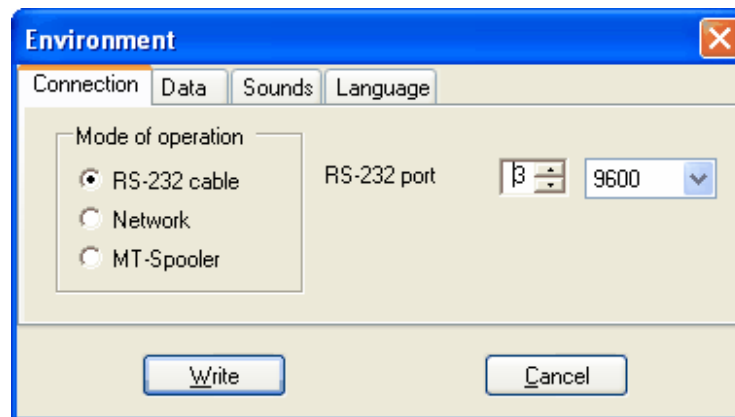 Environment
Connection Data Sounds Language
Mode of operation
RS-232 cable
Network
MT-Spooler
RS-232 port 3 9600
Write Cancel